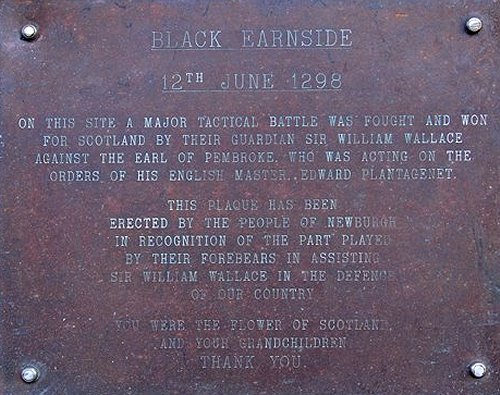 BLACK EARNSIDE
12TH JUNE 1298
ON THIS SITE A MAJOR TACTICAL BATTLE WAS FOUGHT AND WON
FOR SCOTLAND BY THEIR GUARDIAN SIR WILLIAM WALLACE
AGAINST THE EARL OF PEMBROKE, WHO WAS ACTING ON THE
ORDERS OF HIS ENGLISH MASTER, EDWARD PLANTAGENET.
THIS PLAQUE HAS BEEN
ERECTED BY THE PEOPLE OF NEWBURGH
IN RECOGNITION OF THE PART PLAYED
BY THEIR FOREBEARS IN ASSISTING
SIR WILLIAM WALLACE IN THE DEFENCE
OF OUR COUNTRY
YOU WERE THE FLOWER OF SCOTLAND,
AND YOUR GRANDCHILDREN
THANK YOU.